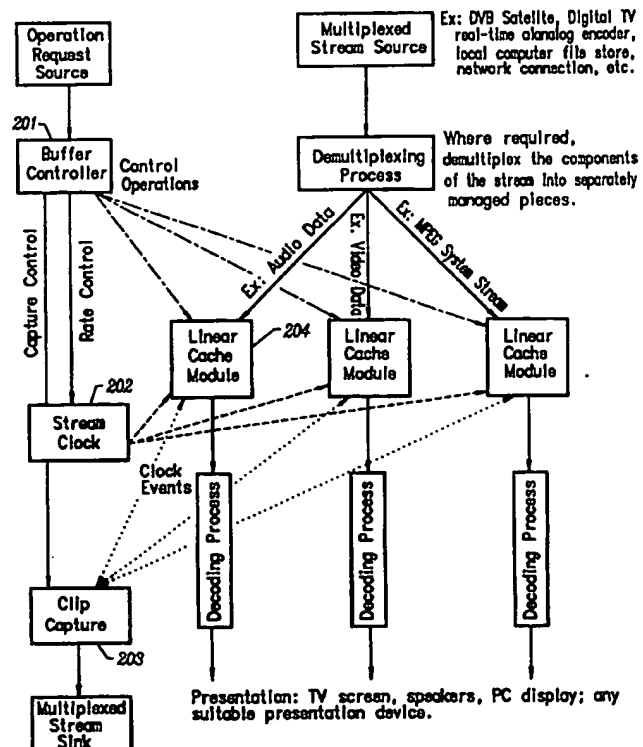 Operation
Request
Source
Multiplexed
Stream Source
Ex: DVB Satellite, Digital TV
real-time alanalog encoder,
local computer file store,
network connection, etc.
201
Buffer
Controller
Control
Operations
Demultiplexing
Process
Where required,
demultiplex the components
of the stream into separately
managed pieces.
Capture Control
Rate Control
Ex: Audio Data
Ex. Video Data
Ex: MPEG System Stream
Linear
Cache
Module
204
Linear
Cache
Module
Linear
Cache
Module
202
Stream
Clock
Clock
Events
Decoding Process
Decoding Process
Decoding Process
Clip
Capture
203
Multiplexed
Stream
Sink
Presentation: TV screen, speakers, PC display; any
suitable presentation device.